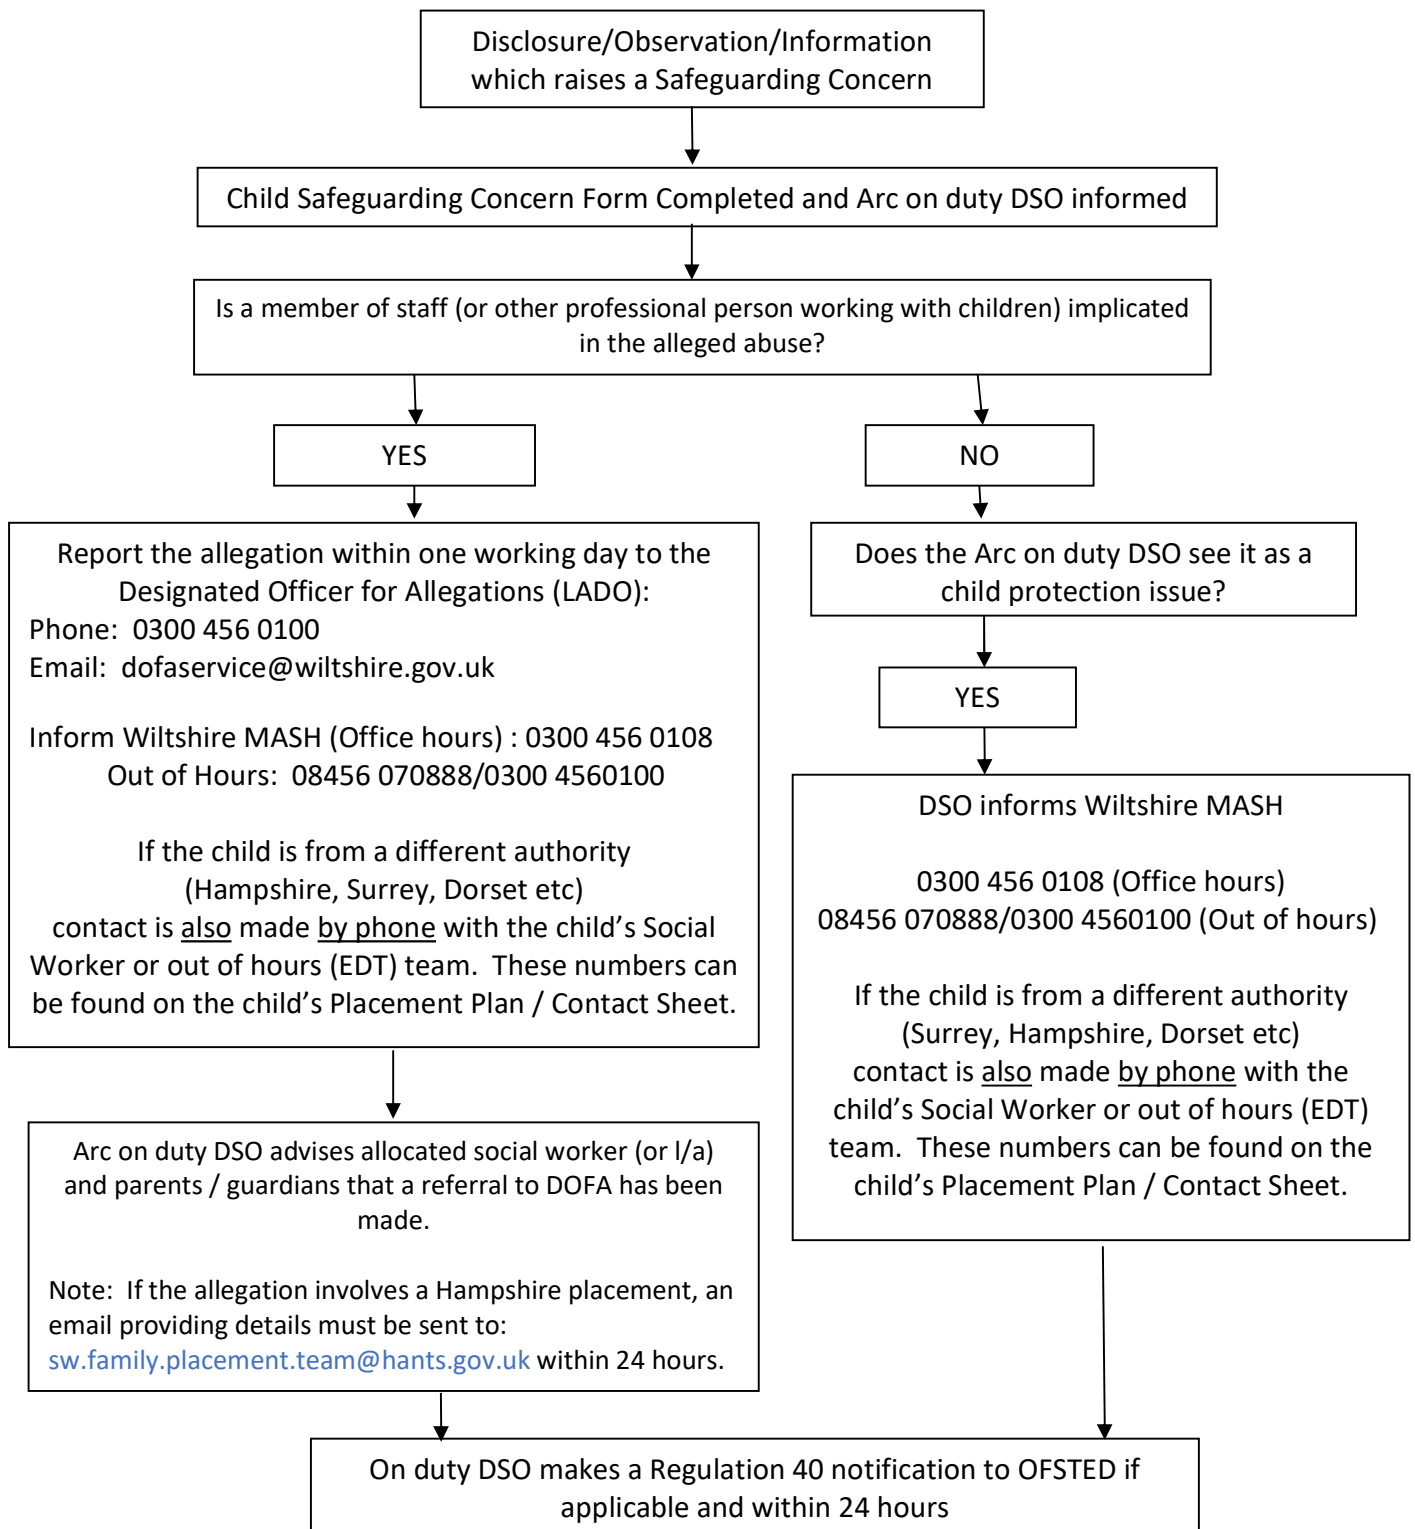 Disclosure/Observation/Information
which raises a Safeguarding Concern
Child Safeguarding Concern Form Completed and Arc on duty DSO informed
Is a member of staff (or other professional person working with children) implicated
in the alleged abuse?
YES
NO
Report the allegation within one working day to the
Designated Officer for Allegations (LADO):
Phone:  0300 456 0100
Email:  dofaservice@wiltshire.gov.uk
Inform Wiltshire MASH (Office hours) : 0300 456 0108
Out of Hours:  08456 070888/0300 4560100
If the child is from a different authority
(Hampshire, Surrey, Dorset etc)
contact is also made by phone with the child’s Social
Worker or out of hours (EDT) team.  These numbers can
be found on the child’s Placement Plan / Contact Sheet.
Does the Arc on duty DSO see it as a
child protection issue?
YES
DSO informs Wiltshire MASH
0300 456 0108 (Office hours)
08456 070888/0300 4560100 (Out of hours)
If the child is from a different authority
(Surrey, Hampshire, Dorset etc)
contact is also made by phone with the
child’s Social Worker or out of hours (EDT)
team.  These numbers can be found on the
child’s Placement Plan / Contact Sheet.
Arc on duty DSO advises allocated social worker (or l/a)
and parents / guardians that a referral to DOFA has been
made.
Note:  If the allegation involves a Hampshire placement, an
email providing details must be sent to:
sw.family.placement.team@hants.gov.uk within 24 hours.
On duty DSO makes a Regulation 40 notification to OFSTED if
applicable and within 24 hours